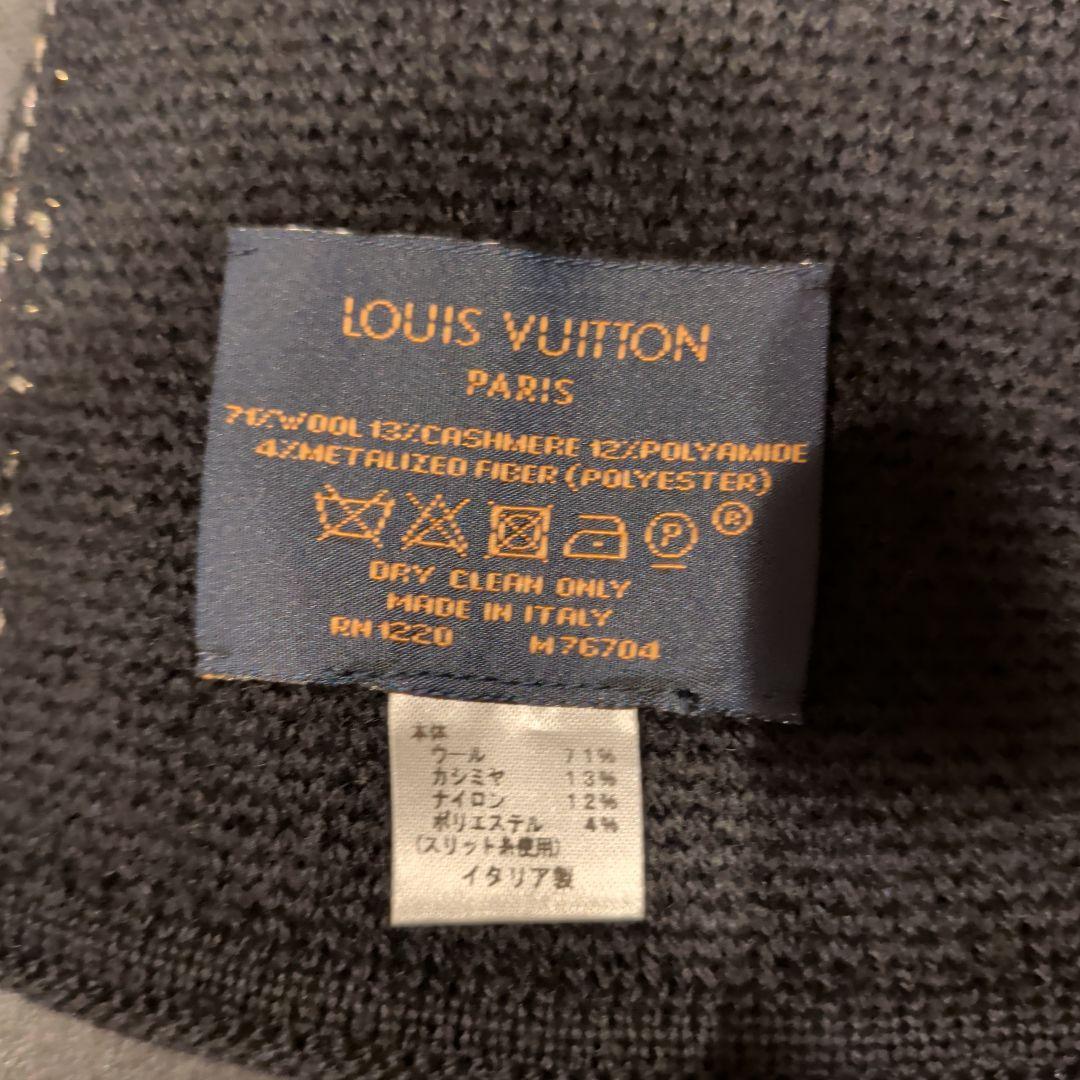 LOUIS VUITTON
PARIS
71%WOOL 13%CASHMERE 12%POLYAMIDE
4%METALIZED FIBER (POLYESTER)
P ®
DRY CLEAN ONLY
MADE IN ITALY
RN 1220 M76704
本体
ウール 71%
カシミヤ 13%
ナイロン 12%
ポリエステル 4%
(スリット糸使用)
イタリア製